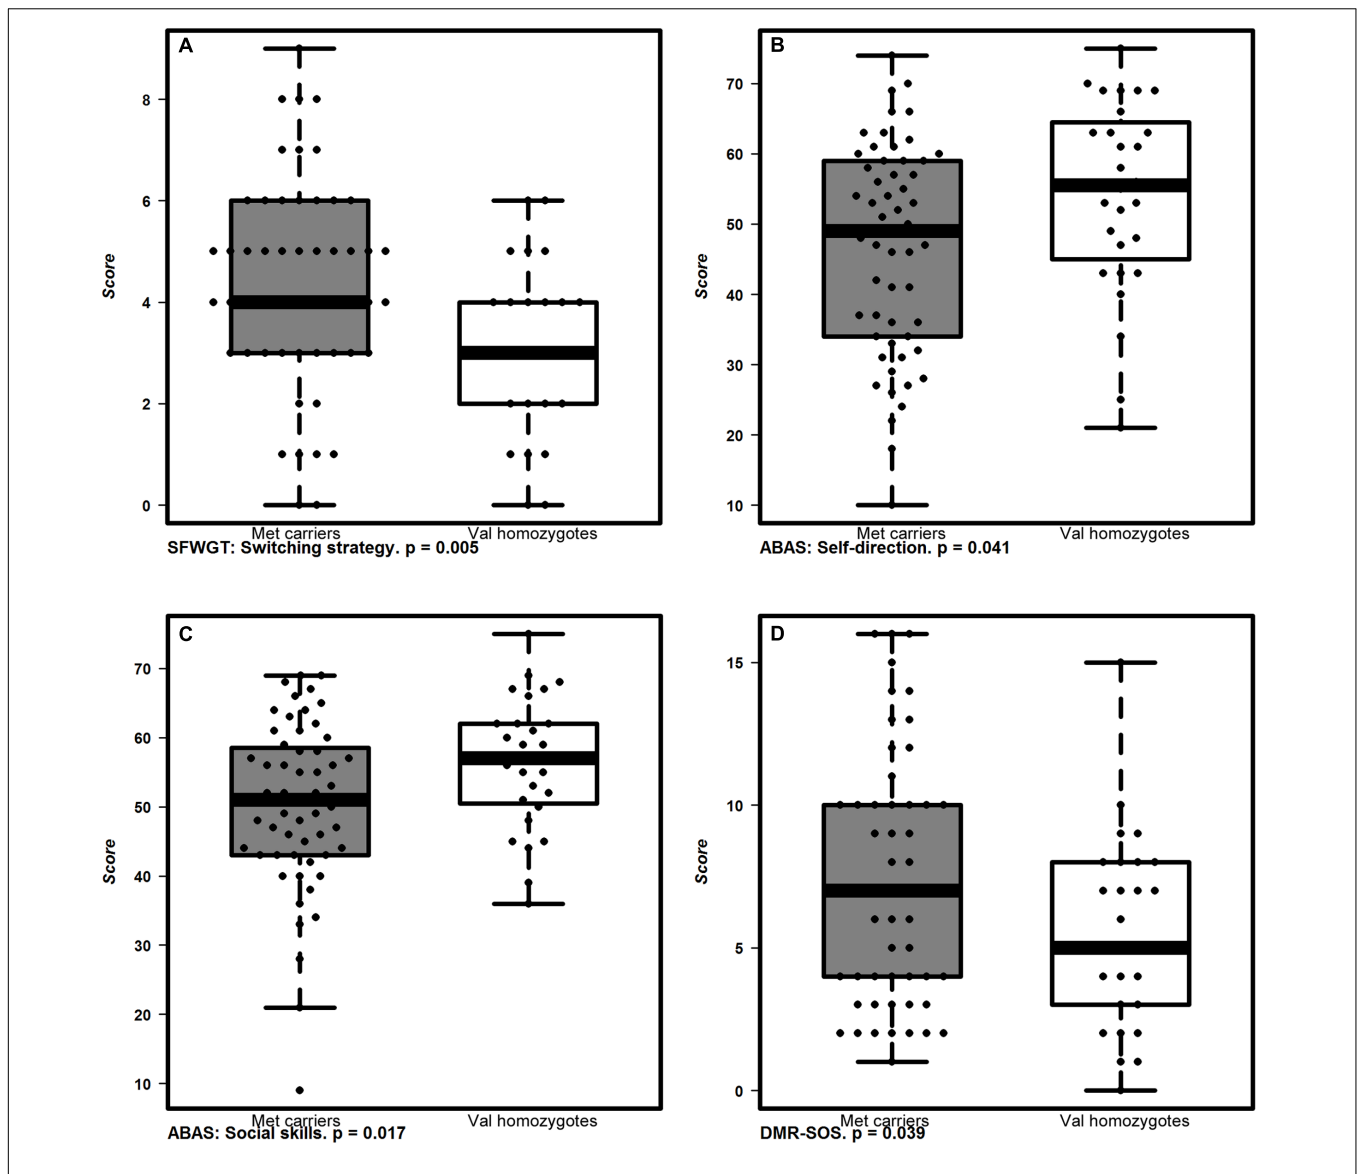 A
8
6
4
2
0
Score
Met carriers Val homozygotes
SFWGT: Switching strategy. p = 0.005
B
70
60
50
40
30
20
10
Score
Met carriers Val homozygotes
ABAS: Self-direction. p = 0.041
C
70
60
50
40
30
20
10
Score
Met carriers Val homozygotes
ABAS: Social skills. p = 0.017
D
15
10
5
0
Score
Met carriers Val homozygotes
DMR-SOS. p = 0.039